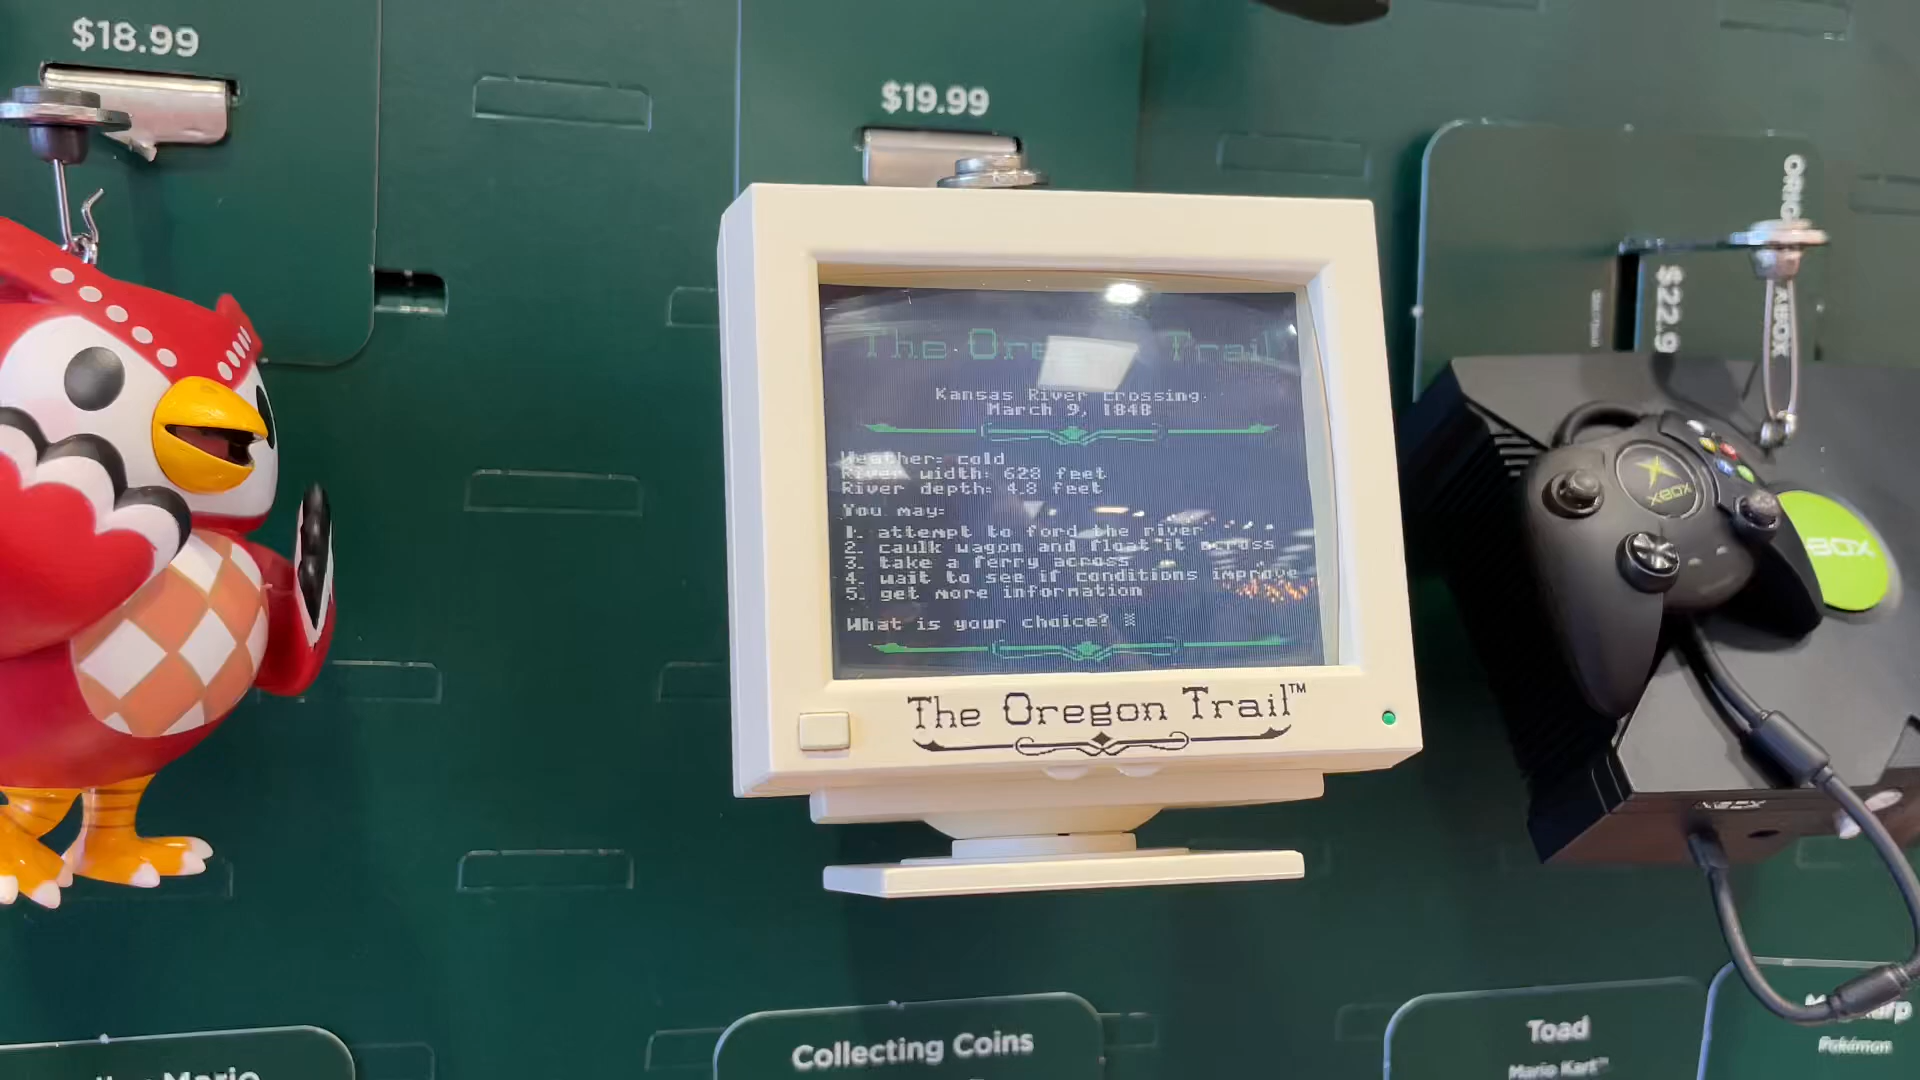 $18.99
$19.99
The Oregon Trail
Kansas River Crossing
March 9, 1848
Weather: cold
River width: 628 feet
River depth: 4.8 feet
You may:
1. attempt to ford the river
2. caulk wagon and float it across
3. take a ferry across
4. wait to see if conditions improve
5. get more information
What is your choice?
The Oregon Trail™
XBOX
$22.9
XBOX
BOX
XBOX
Collecting Coins
Toad
Mario Kart™
Pokémon
Mario